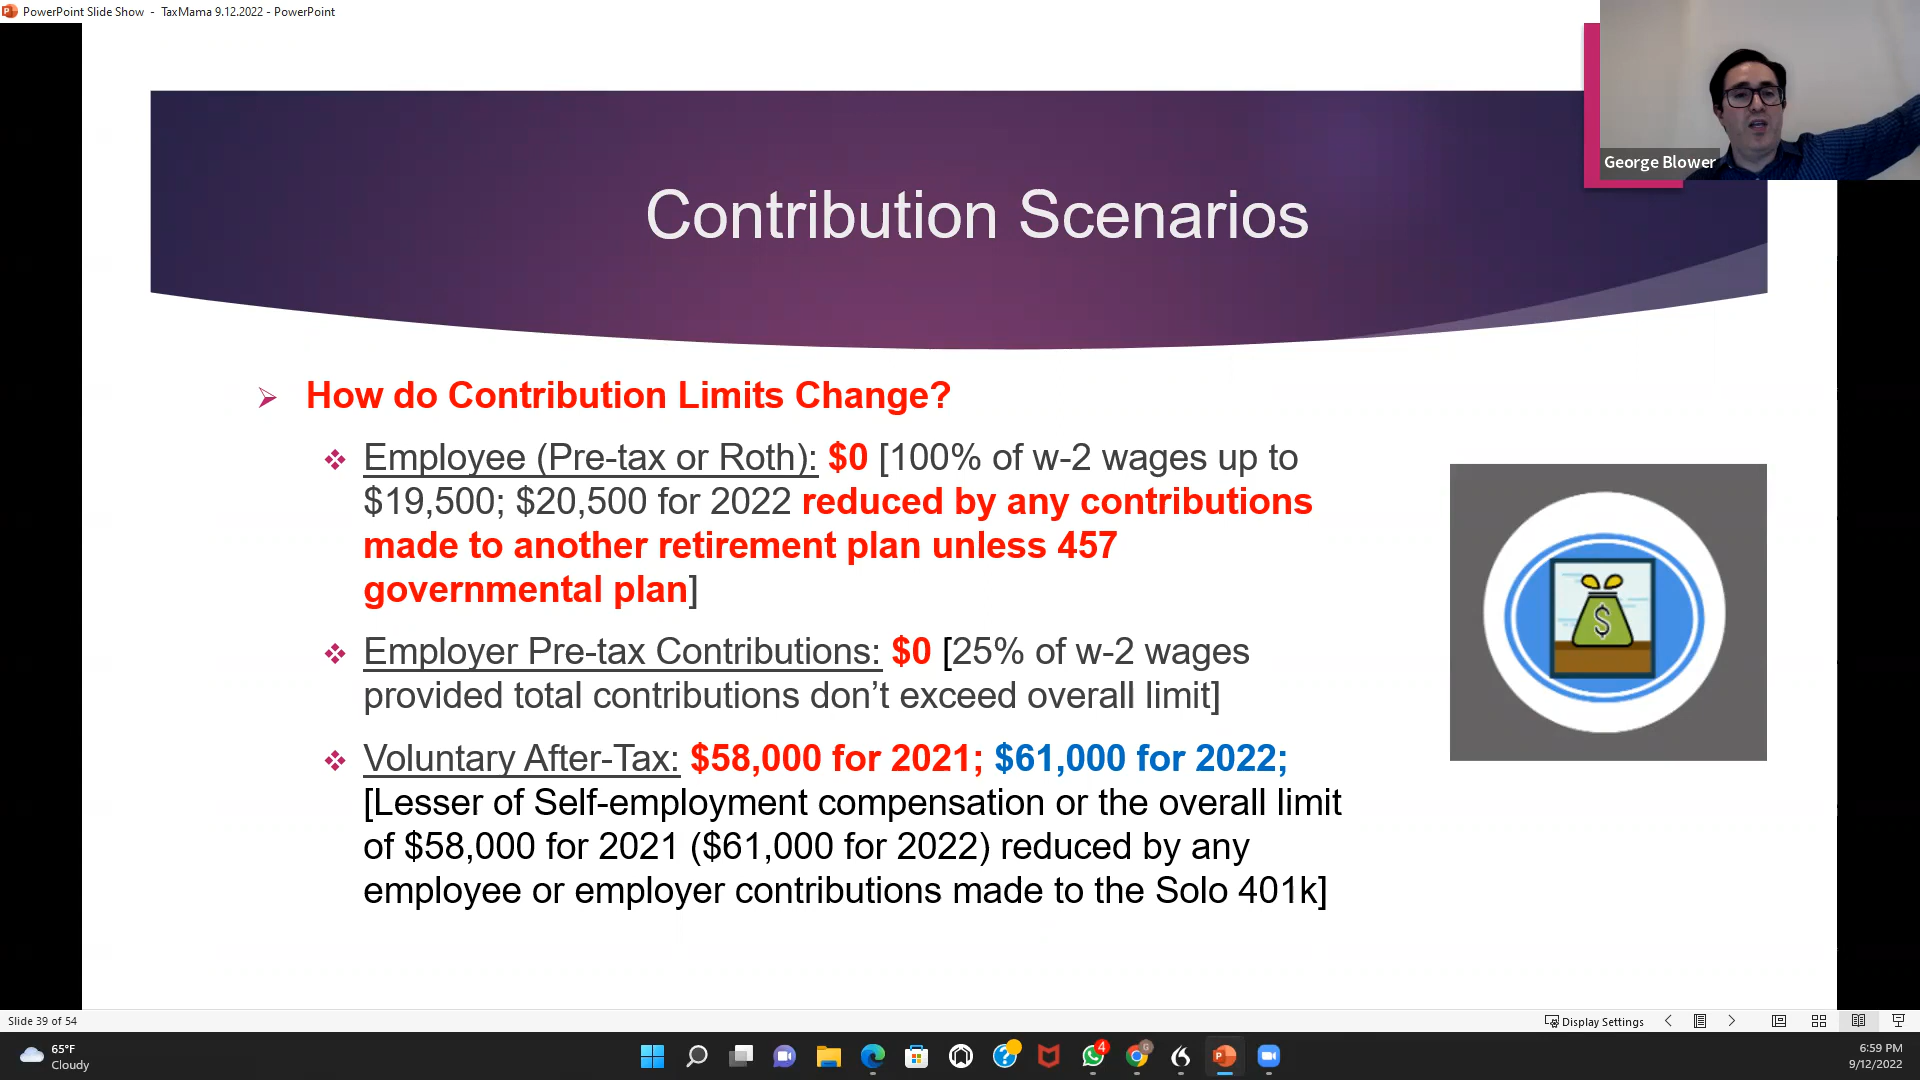 PowerPoint Slide Show - TaxMama 9.12.2022 - PowerPoint
George Blower
Contribution Scenarios
How do Contribution Limits Change?
Employee (Pre-tax or Roth): $0 [100% of w-2 wages up to
$19,500; $20,500 for 2022 reduced by any contributions
made to another retirement plan unless 457
governmental plan]
Employer Pre-tax Contributions: $0 [25% of w-2 wages
provided total contributions don’t exceed overall limit]
$
Voluntary After-Tax: $58,000 for 2021; $61,000 for 2022;
[Lesser of Self-employment compensation or the overall limit
of $58,000 for 2021 ($61,000 for 2022) reduced by any
employee or employer contributions made to the Solo 401k]
Slide 39 of 54
Display Settings
65°F
Cloudy
4
G
6:59 PM
9/12/2022